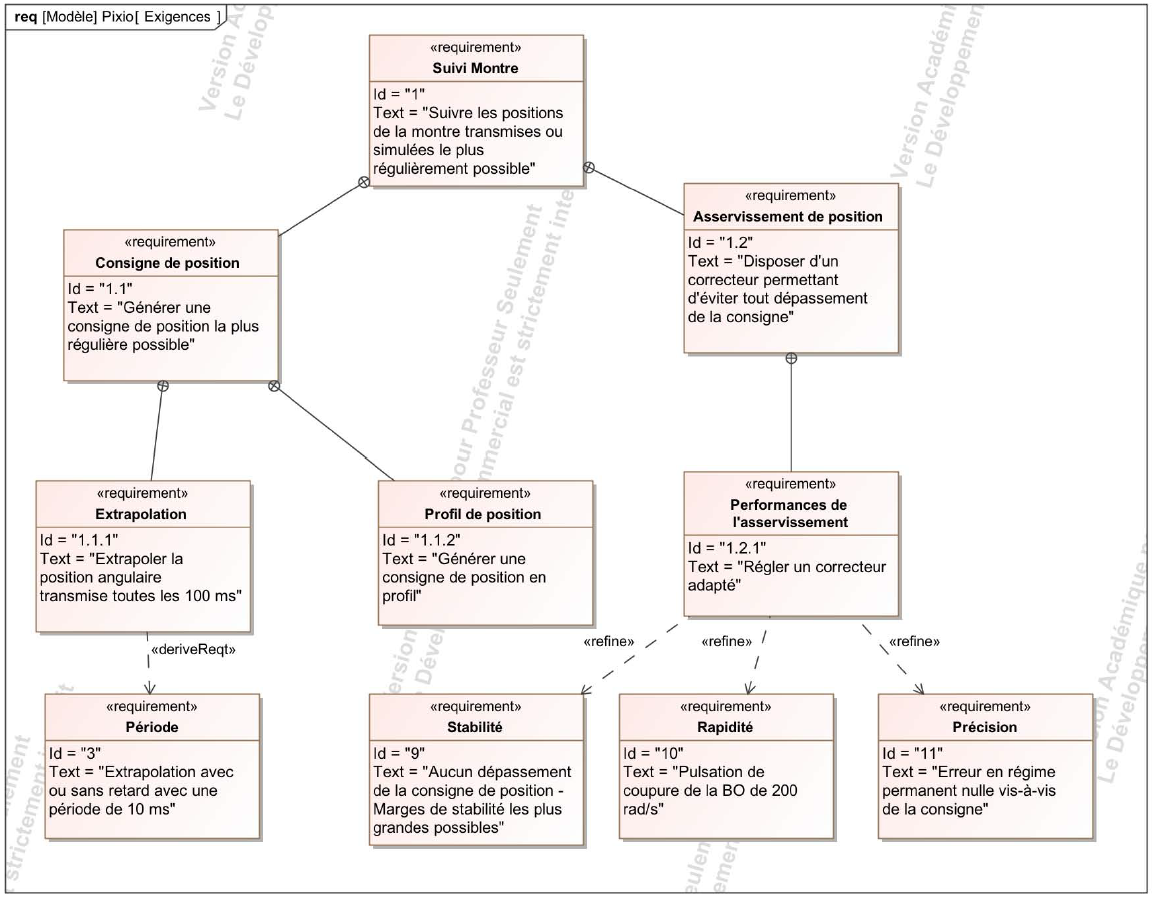 req [Modèle] Pixio[ Exigences ]
«requirement»
Suivi Montre
Id = "1"
Text = "Suivre les positions
de la montre transmises ou
simulées le plus
régulièrement possible"
«requirement»
Asservissement de position
Id = "1.2"
Text = "Disposer d'un
correcteur permettant
d'éviter tout dépassement
de la consigne"
«requirement»
Consigne de position
Id = "1.1"
Text = "Générer une
consigne de position la plus
régulière possible"
«requirement»
Extrapolation
Id = "1.1.1"
Text = "Extrapoler la
position angulaire
transmise toutes les 100 ms"
«requirement»
Profil de position
Id = "1.1.2"
Text = "Générer une
consigne de position en
profil"
«requirement»
Performances de
l'asservissement
Id = "1.2.1"
Text = "Régler un correcteur
adapté"
«deriveReqt»
«refine»
«refine»
«refine»
«requirement»
Période
Id = "3"
Text = "Extrapolation avec
ou sans retard avec une
période de 10 ms"
«requirement»
Stabilité
Id = "9"
Text = "Aucun dépassement
de la consigne de position -
Marges de stabilité les plus
grandes possibles"
«requirement»
Rapidité
Id = "10"
Text = "Pulsation de
coupure de la BO de 200
rad/s"
«requirement»
Précision
Id = "11"
Text = "Erreur en régime
permanent nulle vis-à-vis
de la consigne"
Version Ac
Le Dévelop
Version Académi
Le Développemen
pour Professeur Seulement
mmercial est strictement inte